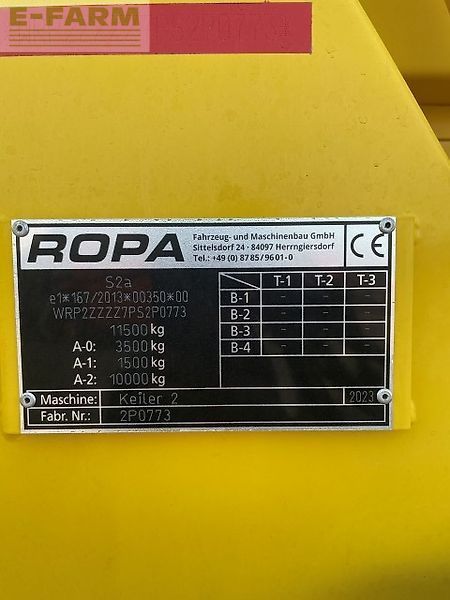 E-FARM
ROPA
Fahrzeug- und Maschinenbau GmbH
Sittelsdorf 24 - 84097 Herrngiersdorf
Tel.: +49 (0) 8785/9601-0
CE
S2a
e1*167/2013*00350*00
WRP2ZZZZ7PS2P0773
11500 kg
A-0: 3500 kg
A-1: 1500 kg
A-2: 10000 kg
T-1 T-2 T-3
B-1 - - -
B-2 - - -
B-3 - - -
B-4 - - -
Maschine: Keiler 2 2023
Fabr. Nr.: 2P0773